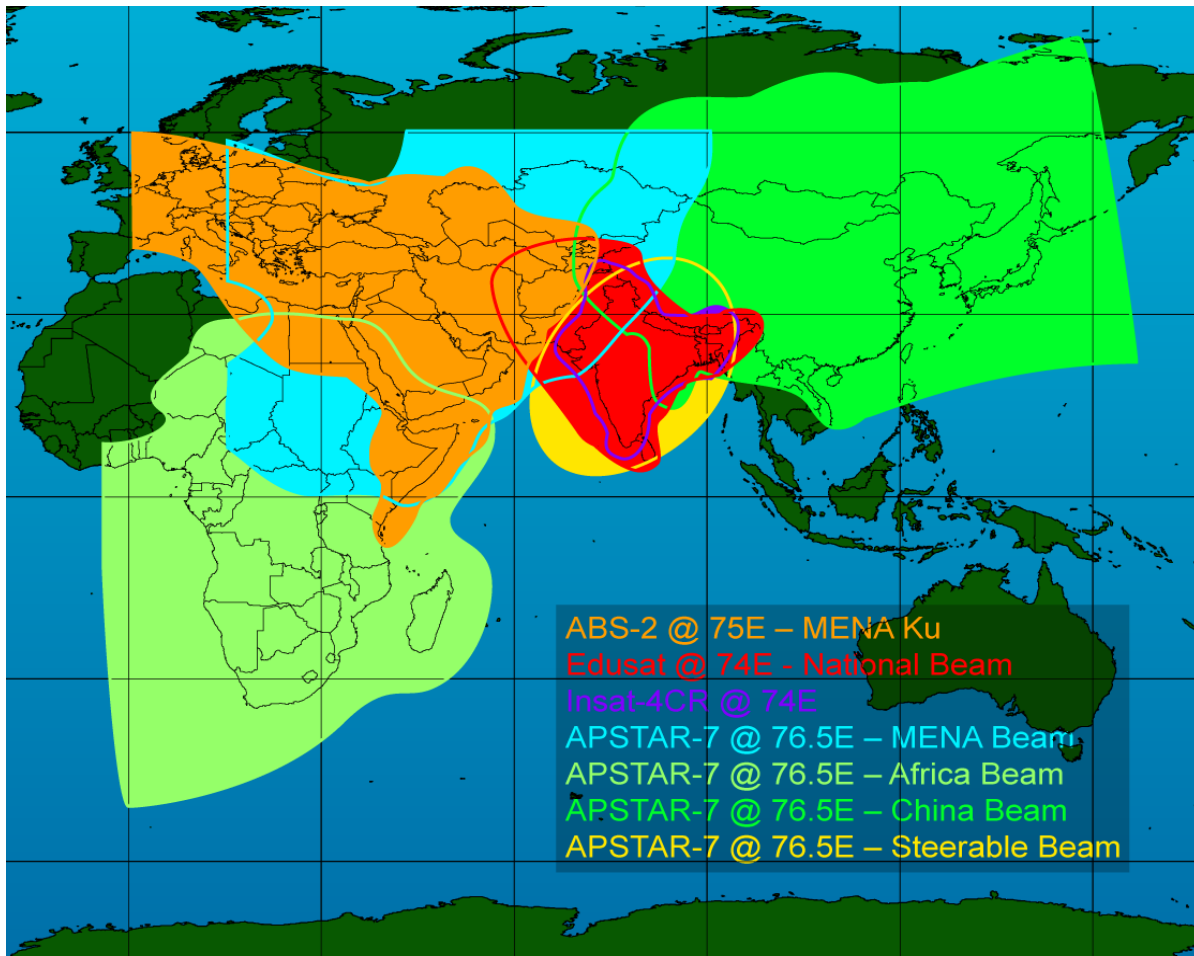 ABS-2 @ 75E – MENA Ku
Edusat @ 74E - National Beam
Insat-4CR @ 74E
APSTAR-7 @ 76.5E – MENA Beam
APSTAR-7 @ 76.5E – Africa Beam
APSTAR-7 @ 76.5E – China Beam
APSTAR-7 @ 76.5E – Steerable Beam